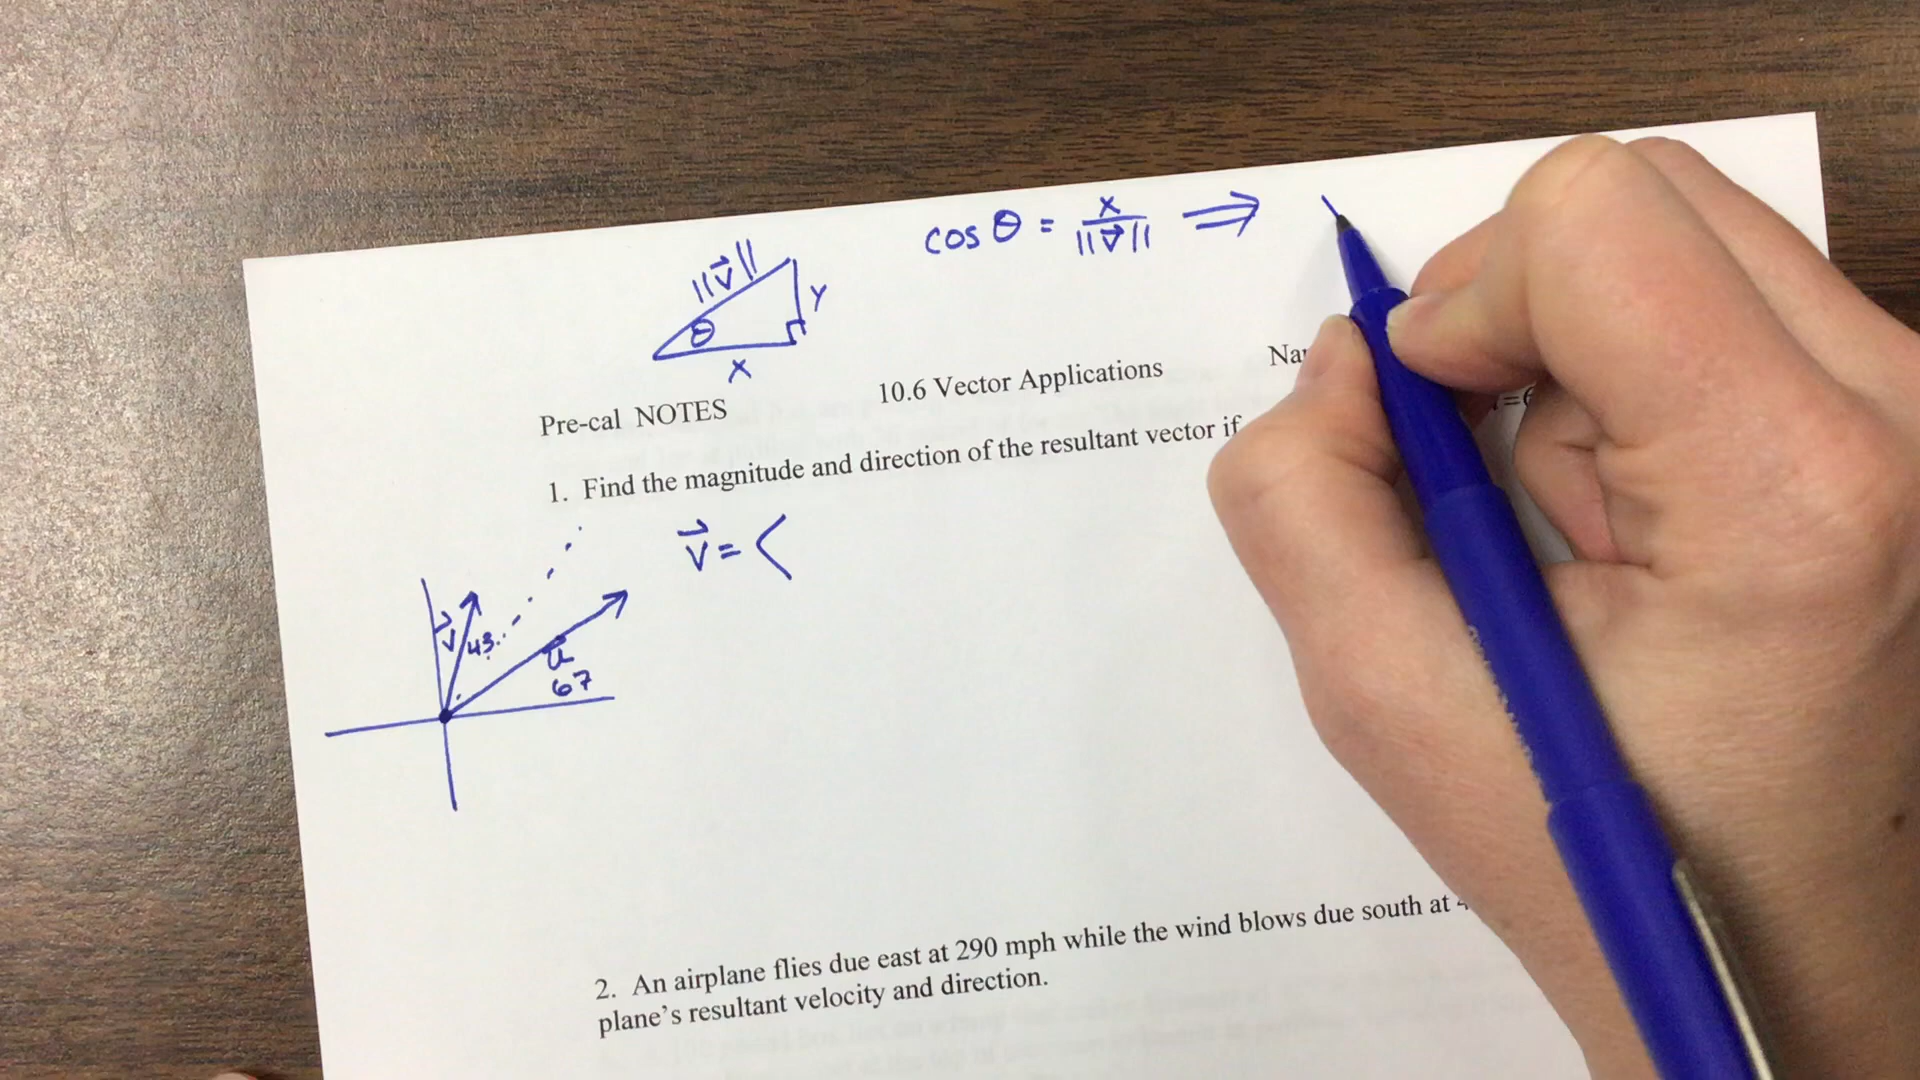 cos θ = x/||v⃗|| ⇒
||v⃗||
y
θ
x
Pre-cal NOTES 10.6 Vector Applications
1. Find the magnitude and direction of the resultant vector if
v⃗ = <
v⃗ 43 u
67
2. An airplane flies due east at 290 mph while the wind blows due south at
plane's resultant velocity and direction.